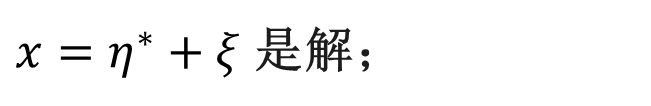 x = η* + ξ 是解；